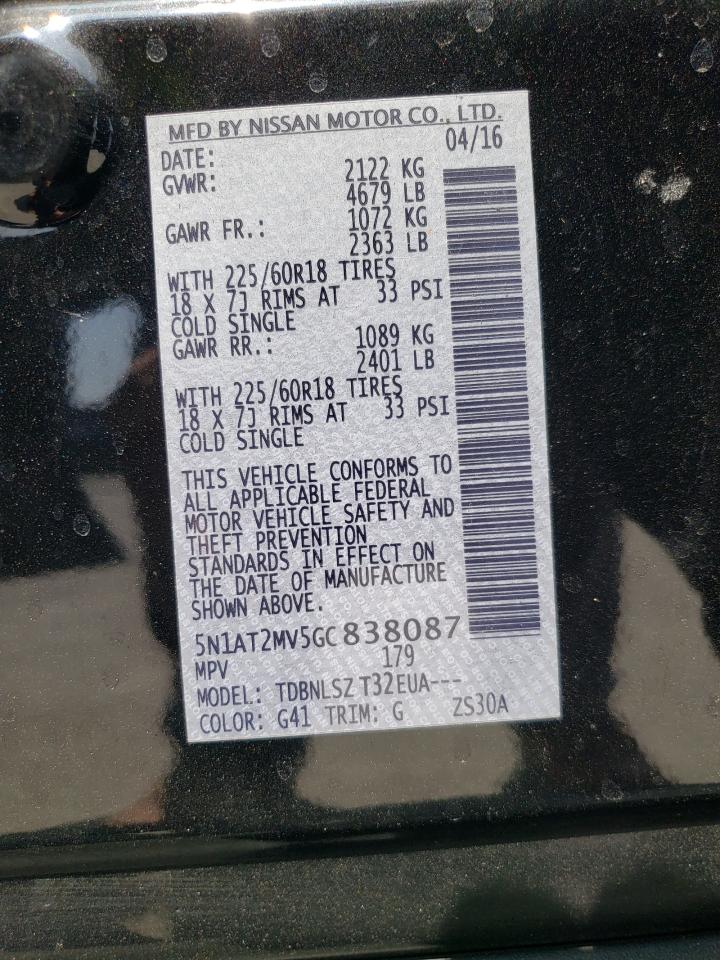 MFD BY NISSAN MOTOR CO., LTD.
DATE: 04/16
GVWR: 2122 KG
4679 LB
GAWR FR.: 1072 KG
2363 LB
WITH 225/60R18 TIRES
18 X 7J RIMS AT 33 PSI
COLD SINGLE
GAWR RR.: 1089 KG
2401 LB
WITH 225/60R18 TIRES
18 X 7J RIMS AT 33 PSI
COLD SINGLE
THIS VEHICLE CONFORMS TO
ALL APPLICABLE FEDERAL
MOTOR VEHICLE SAFETY AND
THEFT PREVENTION
STANDARDS IN EFFECT ON
THE DATE OF MANUFACTURE
SHOWN ABOVE.
5N1AT2MV5GC838087
MPV 179
MODEL: TDBNLSZ T32EUA---
COLOR: G41 TRIM: G ZS30A